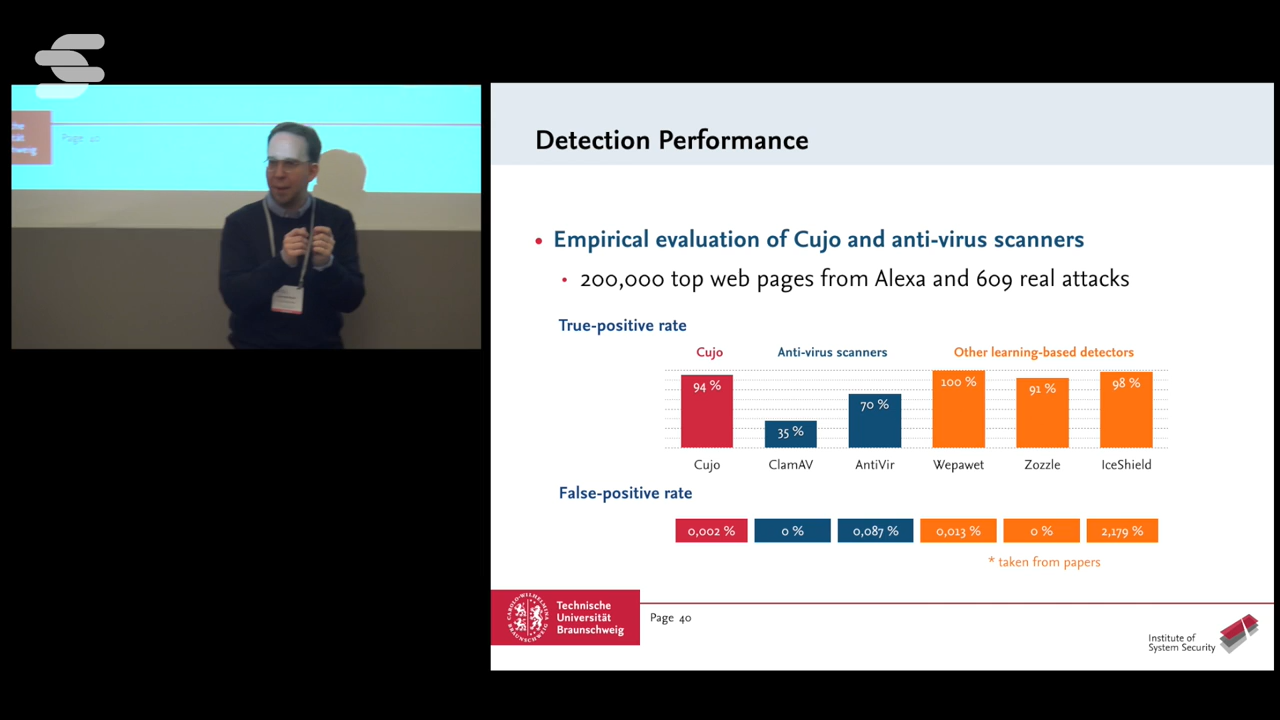 Page 40
Detection Performance
• Empirical evaluation of Cujo and anti-virus scanners
• 200,000 top web pages from Alexa and 609 real attacks
True-positive rate
Cujo Anti-virus scanners Other learning-based detectors
94 % 35 % 70 % 100 % 91 % 98 %
Cujo ClamAV AntiVir Wepawet Zozzle IceShield
False-positive rate
0,002 % 0 % 0,087 % 0,013 % 0 % 2,179 %
* taken from papers
Technische
Universität
Braunschweig
Page 40
Institute of
System Security